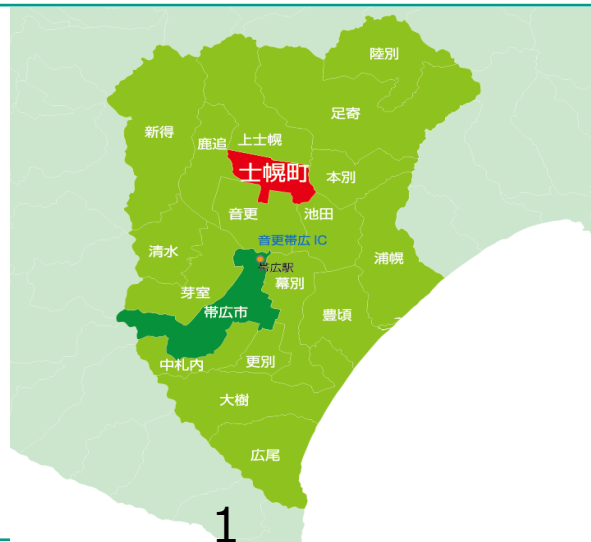 陸別
足寄
新得
鹿追
上士幌
士幌町
本別
音更
池田
音更帯広 IC
清水
帯広駅
浦幌
幕別
芽室
帯広市
豊頃
中札内
更別
大樹
広尾
1